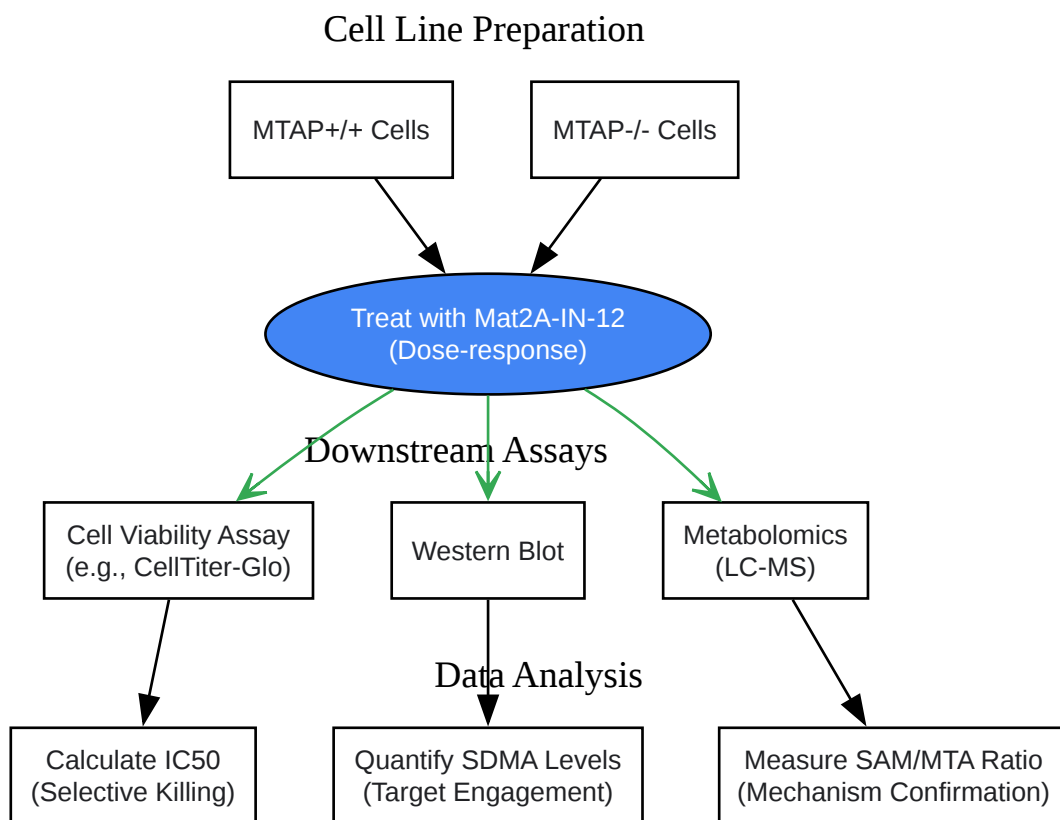 Cell Line Preparation
MTAP+/+ Cells
MTAP-/- Cells
Treat with Mat2A-IN-12
(Dose-response)
Downstream Assays
Cell Viability Assay
(e.g., CellTiter-Glo)
Western Blot
Metabolomics
(LC-MS)
Data Analysis
Calculate IC50
(Selective Killing)
Quantify SDMA Levels
(Target Engagement)
Measure SAM/MTA Ratio
(Mechanism Confirmation)